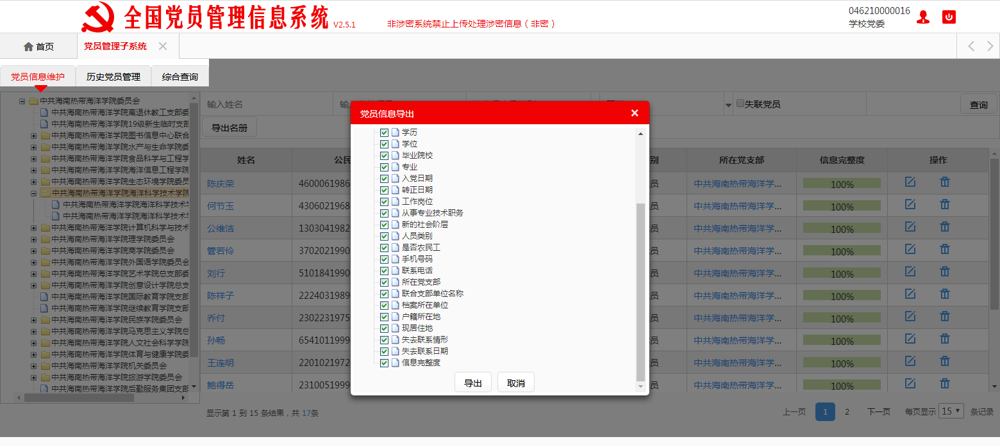 全国党员管理信息系统 V2.5.1 非涉密系统禁止上传处理涉密信息（非密）
046210000016
学校党委
首页 党员管理子系统
党员信息维护 历史党员管理 综合查询
中共海南热带海洋学院委员会
中共海南热带海洋学院离退休教工支部委
中共海南热带海洋学院19级新生临时支部
中共海南热带海洋学院图书信息中心联合
中共海南热带海洋学院水产与生命学院委
中共海南热带海洋学院食品科学与工程学
中共海南热带海洋学院海洋信息工程学院
中共海南热带海洋学院生态环境学院委员
中共海南热带海洋学院海洋科学技术学院
中共海南热带海洋学院海洋科学技术学
中共海南热带海洋学院海洋科学技术学
中共海南热带海洋学院计算机科学与技术
中共海南热带海洋学院理学院委员会
中共海南热带海洋学院商学院委员会
中共海南热带海洋学院外国语学院委员会
中共海南热带海洋学院艺术学院总支部委
中共海南热带海洋学院创意设计学院总支
中共海南热带海洋学院国际教育学院支部
中共海南热带海洋学院继续教育学院支部
中共海南热带海洋学院民族学院委员会
中共海南热带海洋学院马克思主义学院总
中共海南热带海洋学院人文社会科学学院
中共海南热带海洋学院体育与健康学院委
中共海南热带海洋学院机关委员会
中共海南热带海洋学院旅游学院委员会
中共海南热带海洋学院后勤服务集团支部
输入姓名 输 失联党员 查询
导出名册
姓名 公民 别 所在党支部 信息完整度 操作
陈庆荣 4600061986 员 中共海南热带海洋学... 100%
何节玉 4306021968 员 中共海南热带海洋学... 100%
公维洁 1303041982 员 中共海南热带海洋学... 100%
管若伶 3702021990 员 中共海南热带海洋学... 100%
刘行 5101841990 员 中共海南热带海洋学... 100%
陈祥子 2224031989 员 中共海南热带海洋学... 100%
乔付 2302231975 员 中共海南热带海洋学... 100%
孙畅 6541011999 员 中共海南热带海洋学... 100%
王连明 2201021972 员 中共海南热带海洋学... 100%
鲍得岳 2310051999 员 中共海南热带海洋学... 100%
显示第 1 到 15 条结果，共 17条
上一页 1 2 下一页 每页显示 15 条记录
党员信息导出
学历
学位
毕业院校
专业
入党日期
转正日期
工作岗位
从事专业技术职务
新的社会阶层
人员类别
是否农民工
手机号码
联系电话
所在党支部
联合支部单位名称
档案所在单位
户籍所在地
现居住地
失去联系情形
失去联系日期
信息完整度
导出 取消